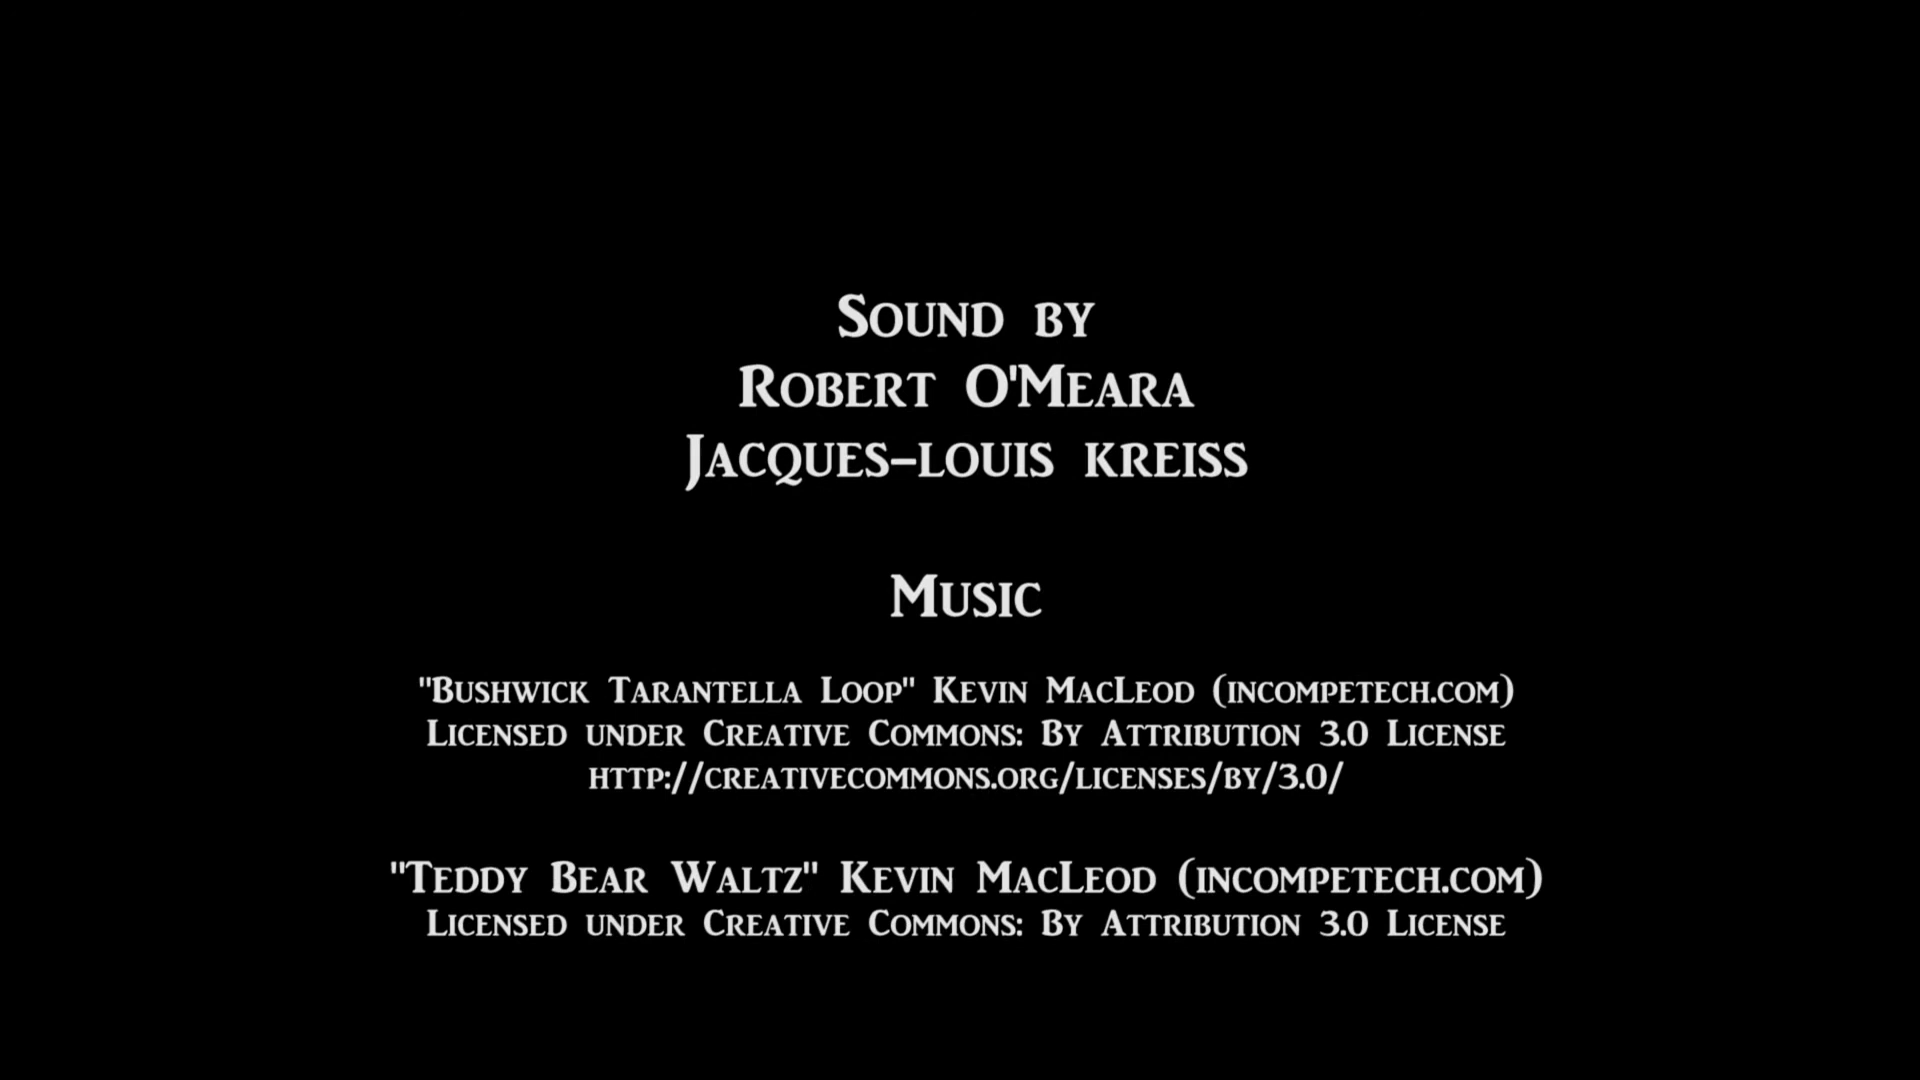 Sound by
Robert O'Meara
Jacques-louis kreiss
Music
"Bushwick Tarantella Loop" Kevin MacLeod (incompetech.com)
Licensed under Creative Commons: By Attribution 3.0 License
http://creativecommons.org/licenses/by/3.0/
"Teddy Bear Waltz" Kevin MacLeod (incompetech.com)
Licensed under Creative Commons: By Attribution 3.0 License